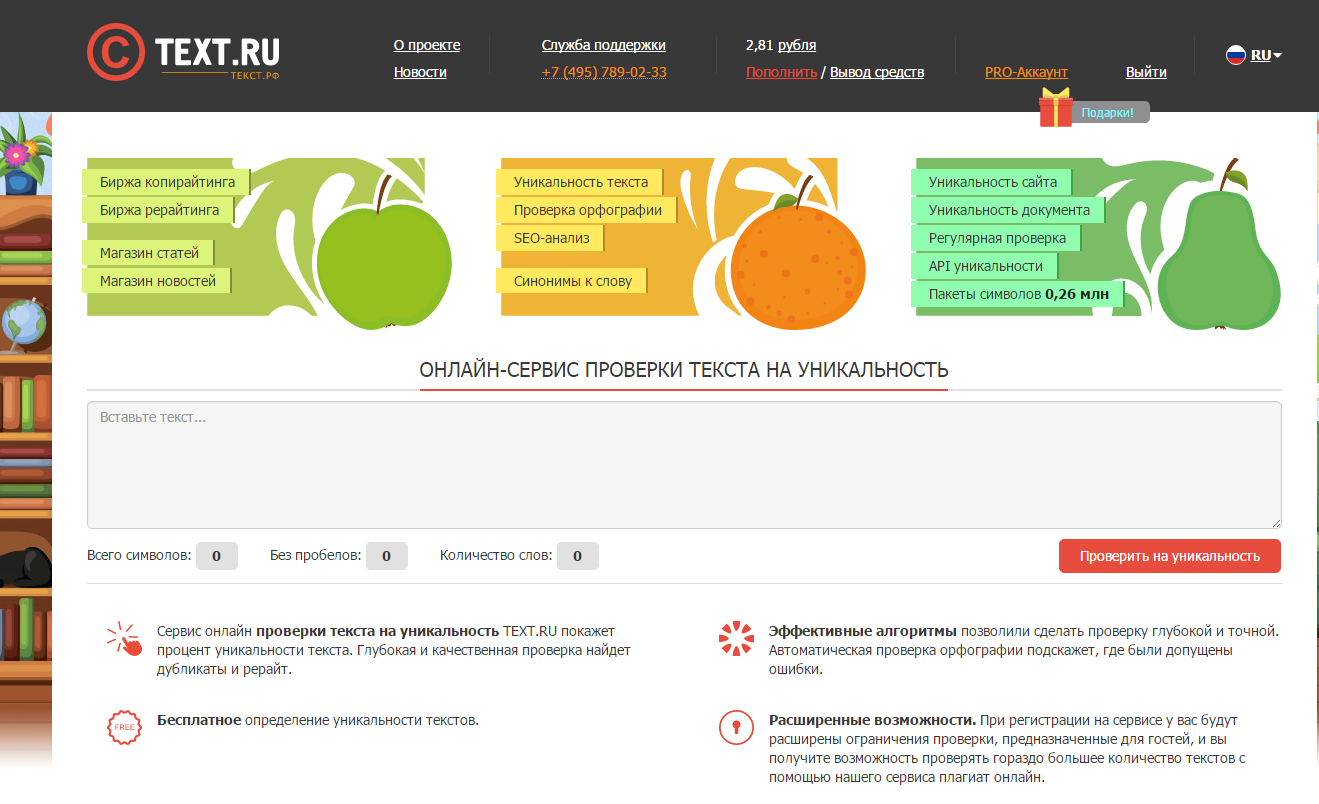 © TEXT.RU
ТЕКСТ.РФ
О проекте
Новости
Служба поддержки
+7 (495) 789-02-33
2,81 рубля
Пополнить / Вывод средств
PRO-Аккаунт
Выйти
RU
Подарки!
Биржа копирайтинга
Биржа рерайтинга
Магазин статей
Магазин новостей
Уникальность текста
Проверка орфографии
SEO-анализ
Синонимы к слову
Уникальность сайта
Уникальность документа
Регулярная проверка
API уникальности
Пакеты символов 0,26 млн
ОНЛАЙН-СЕРВИС ПРОВЕРКИ ТЕКСТА НА УНИКАЛЬНОСТЬ
Вставьте текст...
Всего символов: 0 Без пробелов: 0 Количество слов: 0
Проверить на уникальность
Сервис онлайн проверки текста на уникальность TEXT.RU покажет
процент уникальности текста. Глубокая и качественная проверка найдет
дубликаты и рерайт.
Эффективные алгоритмы позволили сделать проверку глубокой и точной.
Автоматическая проверка орфографии подскажет, где были допущены
ошибки.
FREE
Бесплатное определение уникальности текстов.
Расширенные возможности. При регистрации на сервисе у вас будут
расширены ограничения проверки, предназначенные для гостей, и вы
получите возможность проверять гораздо большее количество текстов с
помощью нашего сервиса плагиат онлайн.